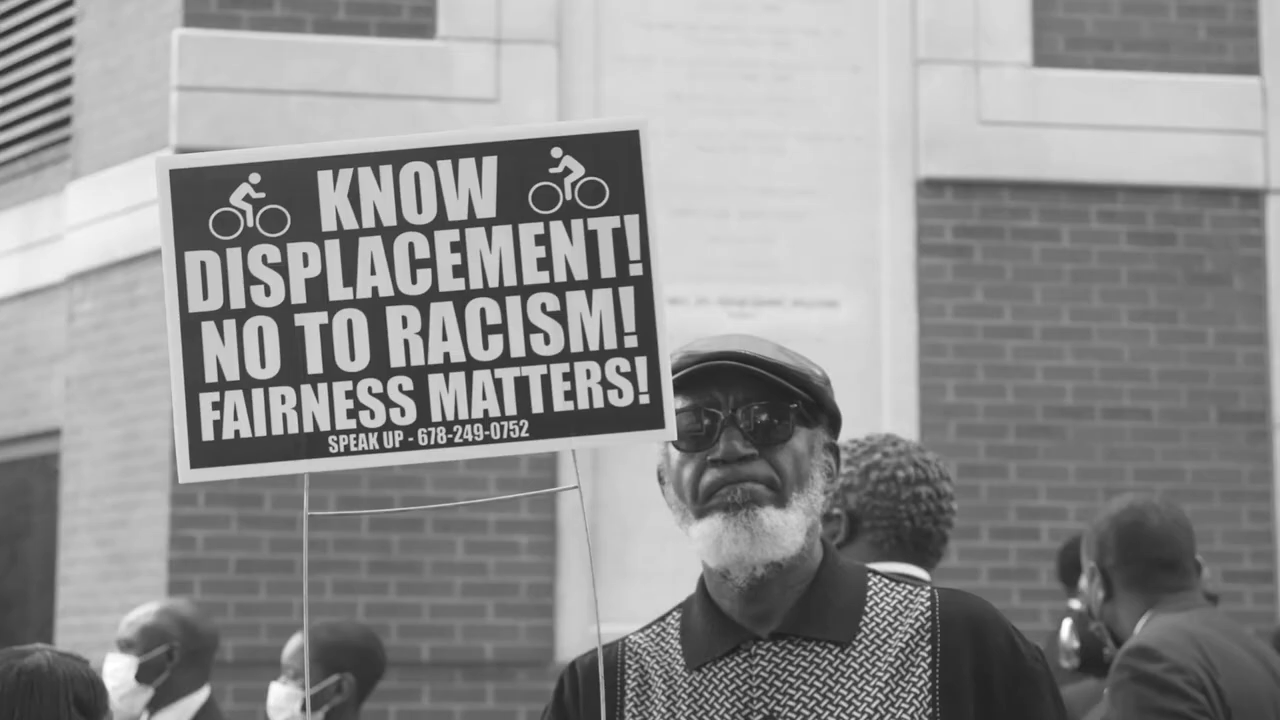 KNOW
DISPLACEMENT!
NO TO RACISM!
FAIRNESS MATTERS!
SPEAK UP - 678-249-0752